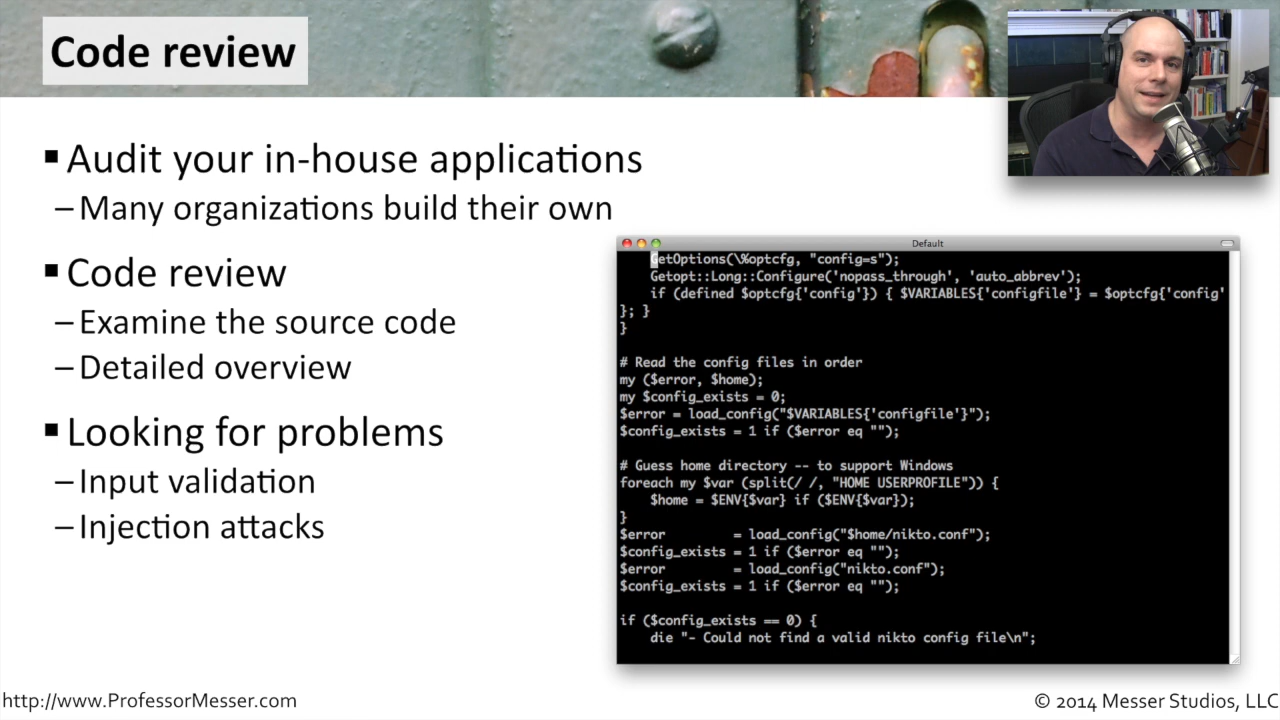 Code review
▪ Audit your in-house applications
– Many organizations build their own
▪ Code review
– Examine the source code
– Detailed overview
▪ Looking for problems
– Input validation
– Injection attacks
Default
GetOptions(\%optcfg, "config=s");
Getopt::Long::Configure('nopass_through', 'auto_abbrev');
if (defined $optcfg{'config'}) { $VARIABLES{'configfile'} = $optcfg{'config'
}; }
}
# Read the config files in order
my ($error, $home);
my $config_exists = 0;
$error = load_config("$VARIABLES{'configfile'}");
$config_exists = 1 if ($error eq "");
# Guess home directory -- to support Windows
foreach my $var (split(/ /, "HOME USERPROFILE")) {
$home = $ENV{$var} if ($ENV{$var});
}
$error = load_config("$home/nikto.conf");
$config_exists = 1 if ($error eq "");
$error = load_config("nikto.conf");
$config_exists = 1 if ($error eq "");
if ($config_exists == 0) {
die "- Could not find a valid nikto config file\n";
http://www.ProfessorMesser.com
© 2014 Messer Studios, LLC